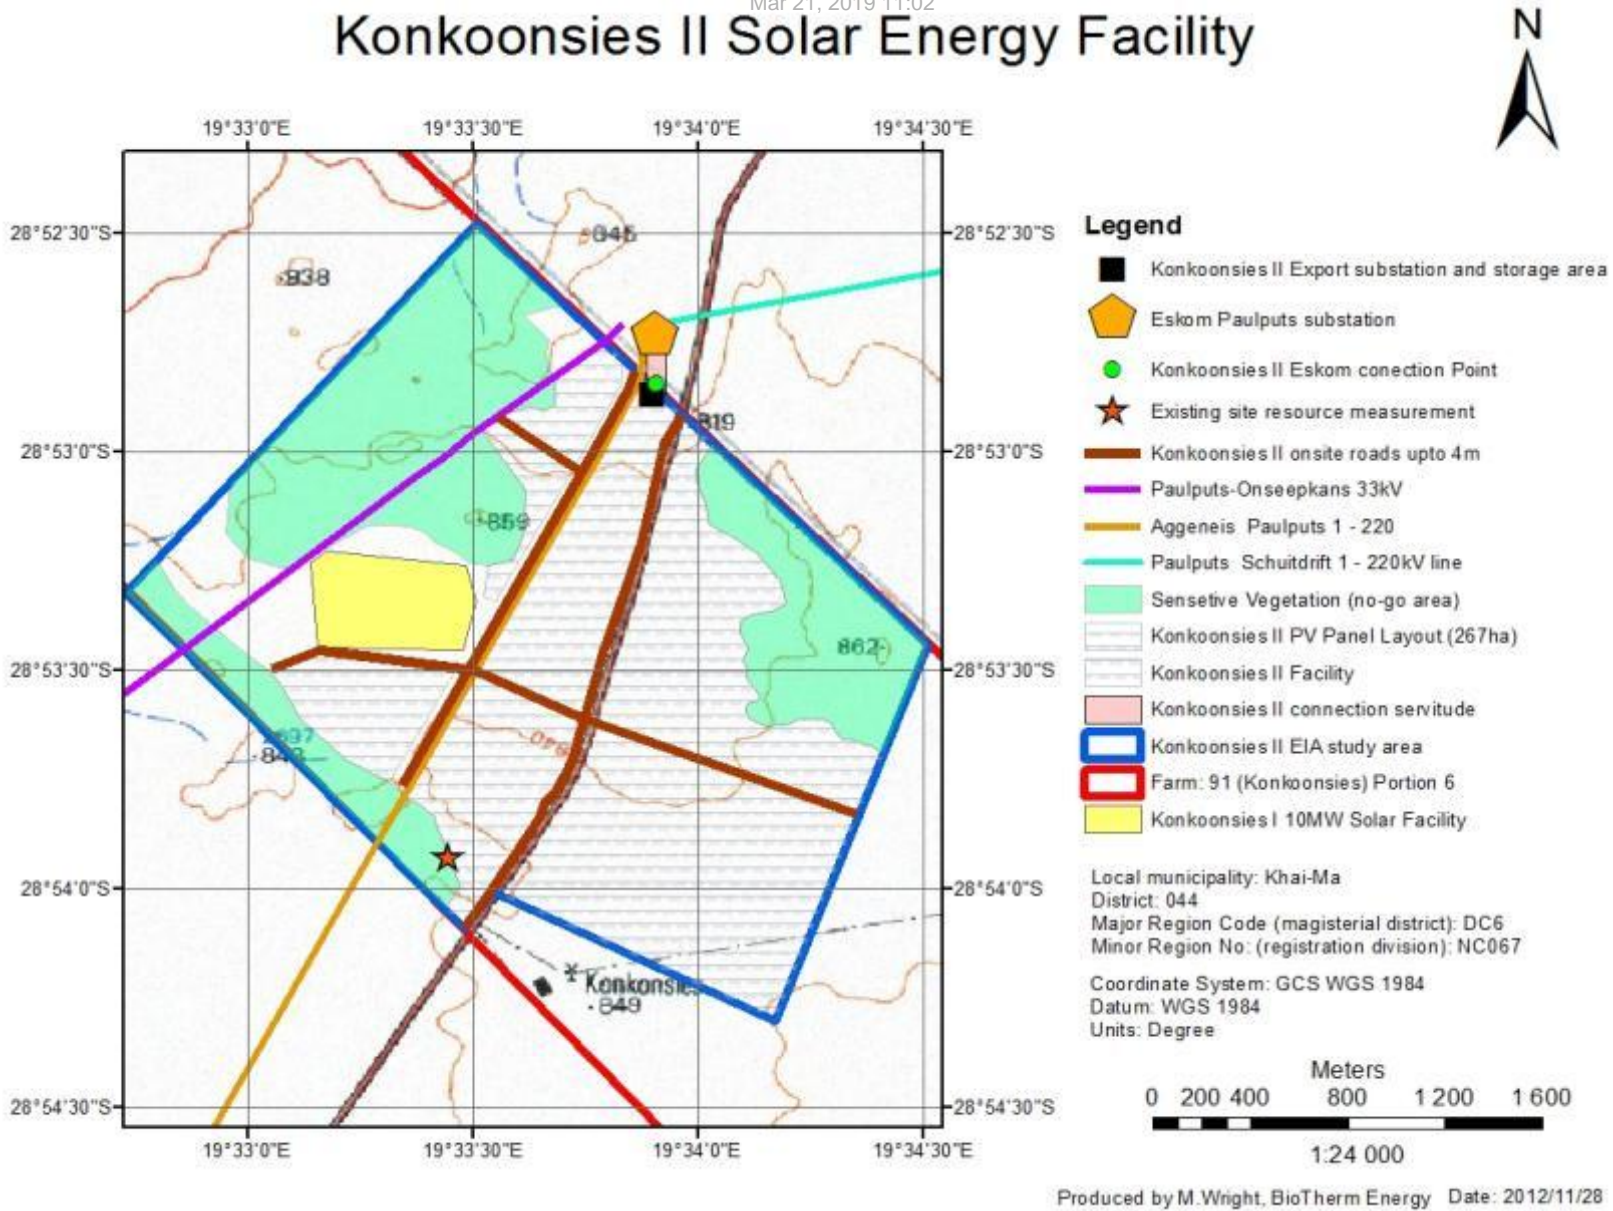 Mar 21, 2019 11:02
Konkoonsies II Solar Energy Facility
N
19°33'0"E 19°33'30"E 19°34'0"E 19°34'30"E
28°52'30"S 28°52'30"S
845
938
819
28°53'0"S 28°53'0"S
859
862
28°53'30"S 28°53'30"S
840
28°54'0"S 28°54'0"S
Konkonsies
849
28°54'30"S 28°54'30"S
19°33'0"E 19°33'30"E 19°34'0"E 19°34'30"E
Legend
Konkoonsies II Export substation and storage area
Eskom Paulputs substation
Konkoonsies II Eskom conection Point
Existing site resource measurement
Konkoonsies II onsite roads upto 4m
Paulputs-Onseepkans 33kV
Aggeneis Paulputs 1 - 220
Paulputs Schuitdrift 1 - 220kV line
Sensetive Vegetation (no-go area)
Konkoonsies II PV Panel Layout (267ha)
Konkoonsies II Facility
Konkoonsies II connection servitude
Konkoonsies II EIA study area
Farm: 91 (Konkoonsies) Portion 6
Konkoonsies I 10MW Solar Facility
Local municipality: Khai-Ma
District: 044
Major Region Code (magisterial district): DC6
Minor Region No: (registration division): NC067
Coordinate System: GCS WGS 1984
Datum: WGS 1984
Units: Degree
Meters
0 200 400 800 1 200 1 600
1:24 000
Produced by M.Wright, BioTherm Energy Date: 2012/11/28